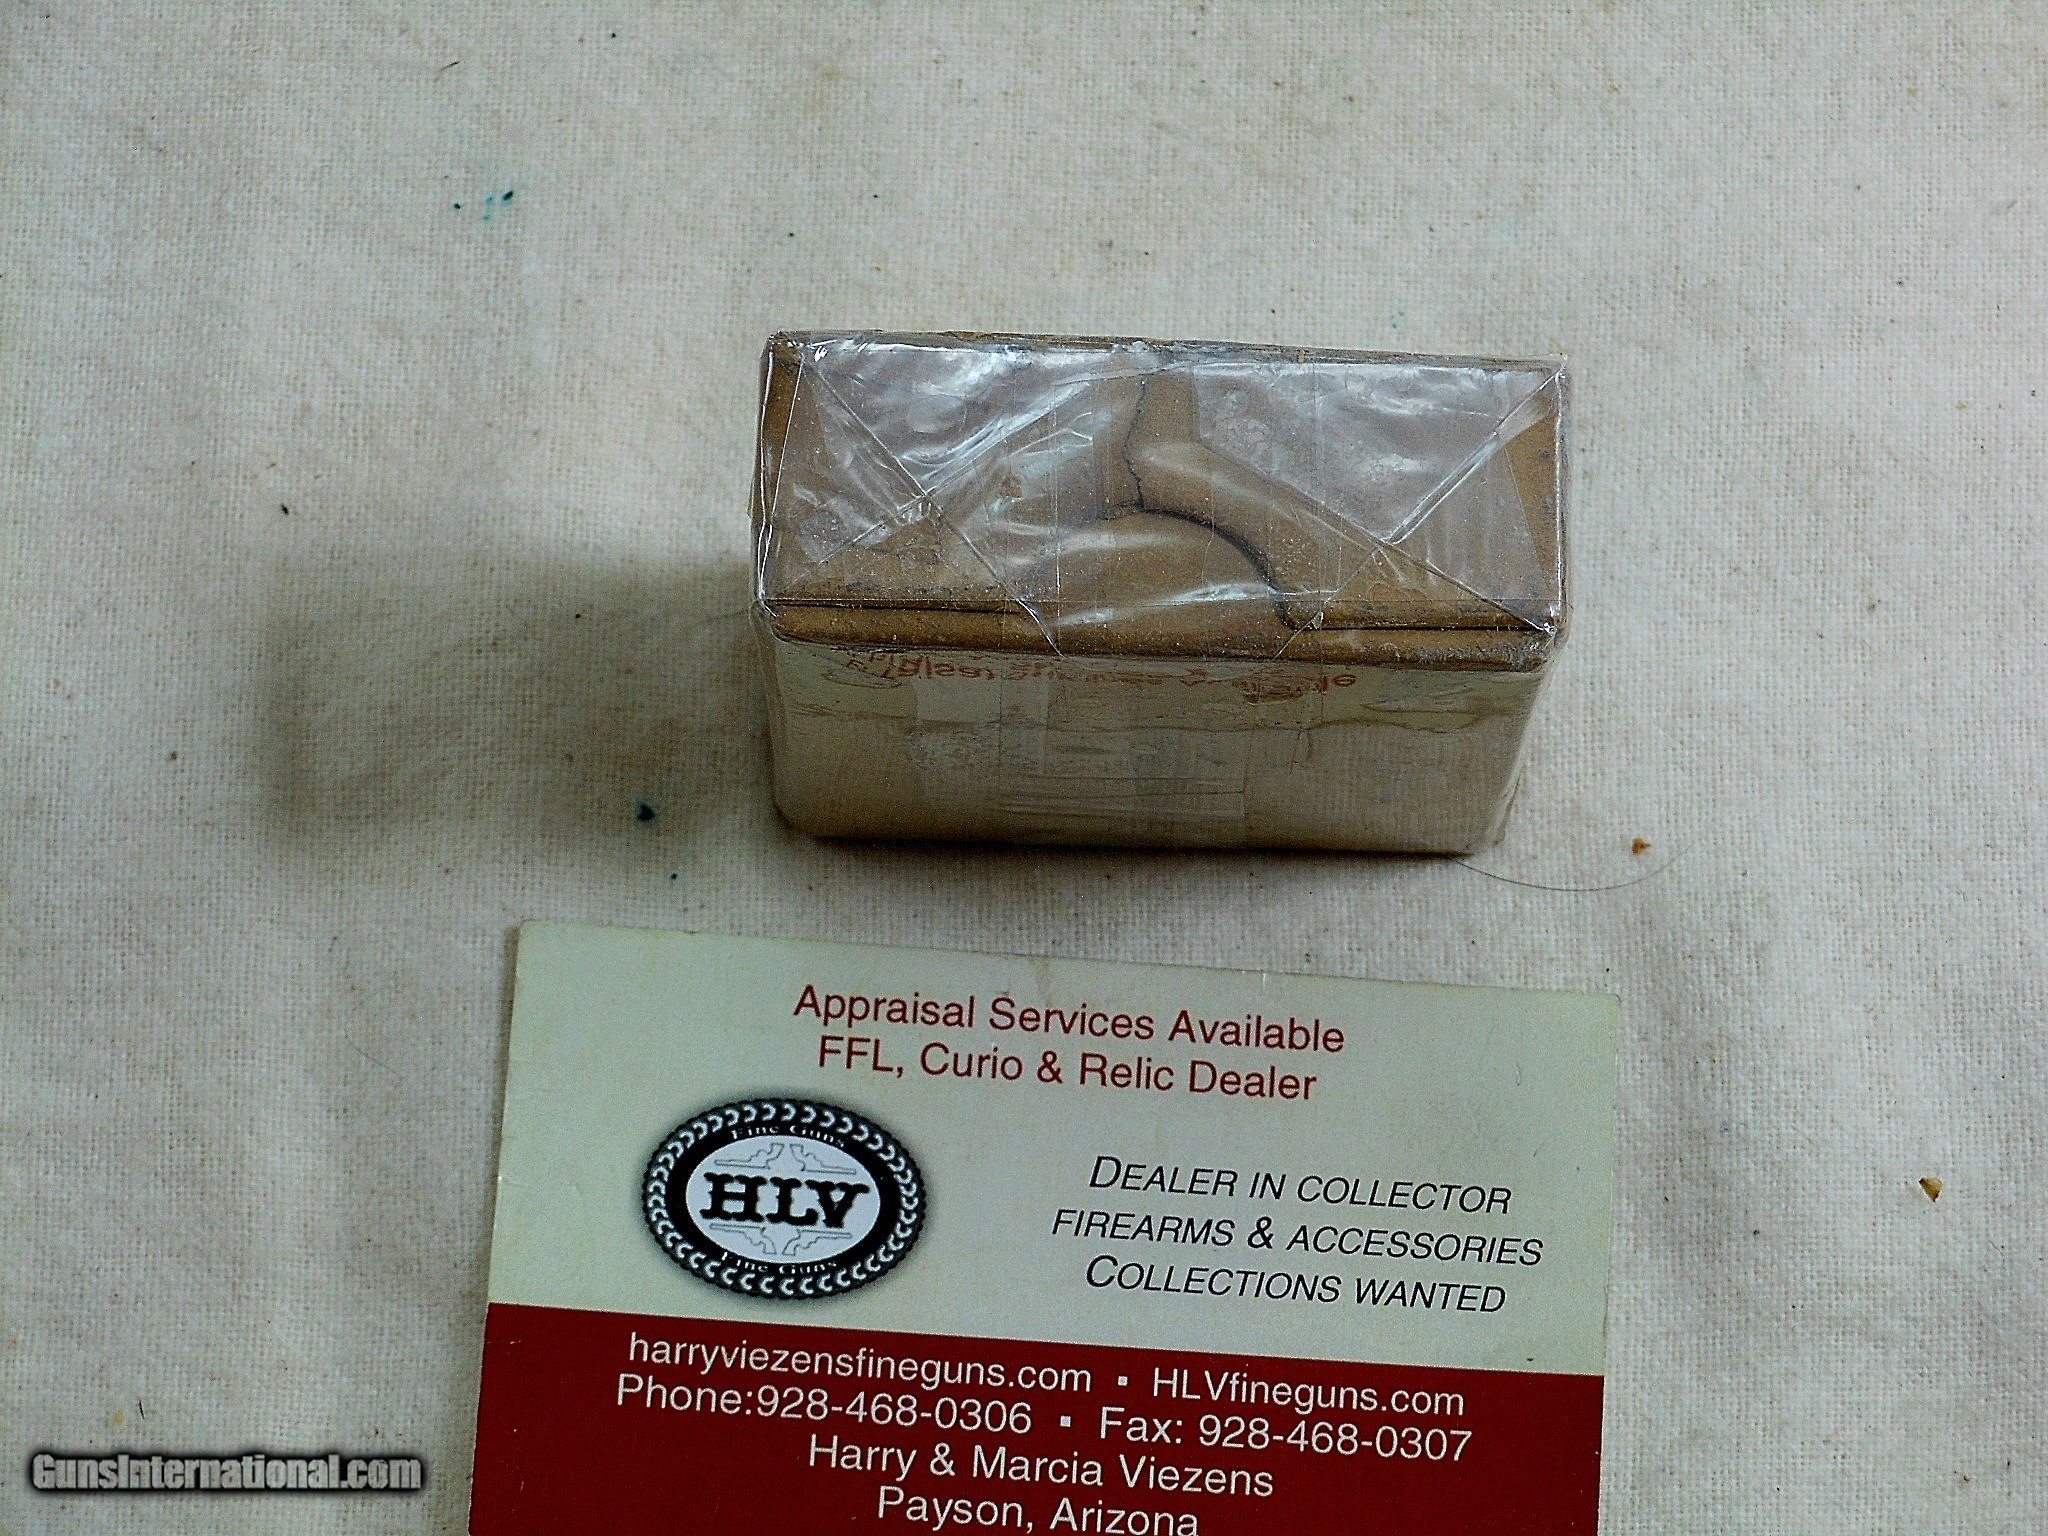 Appraisal Services Available
FFL, Curio & Relic Dealer
Fine Guns
HLV
Fine Guns
DEALER IN COLLECTOR
FIREARMS & ACCESSORIES
COLLECTIONS WANTED
harryviezensfineguns.com ▪ HLVfineguns.com
Phone:928-468-0306 ▪ Fax: 928-468-0307
Harry & Marcia Viezens
Payson, Arizona
GunsInternational.com